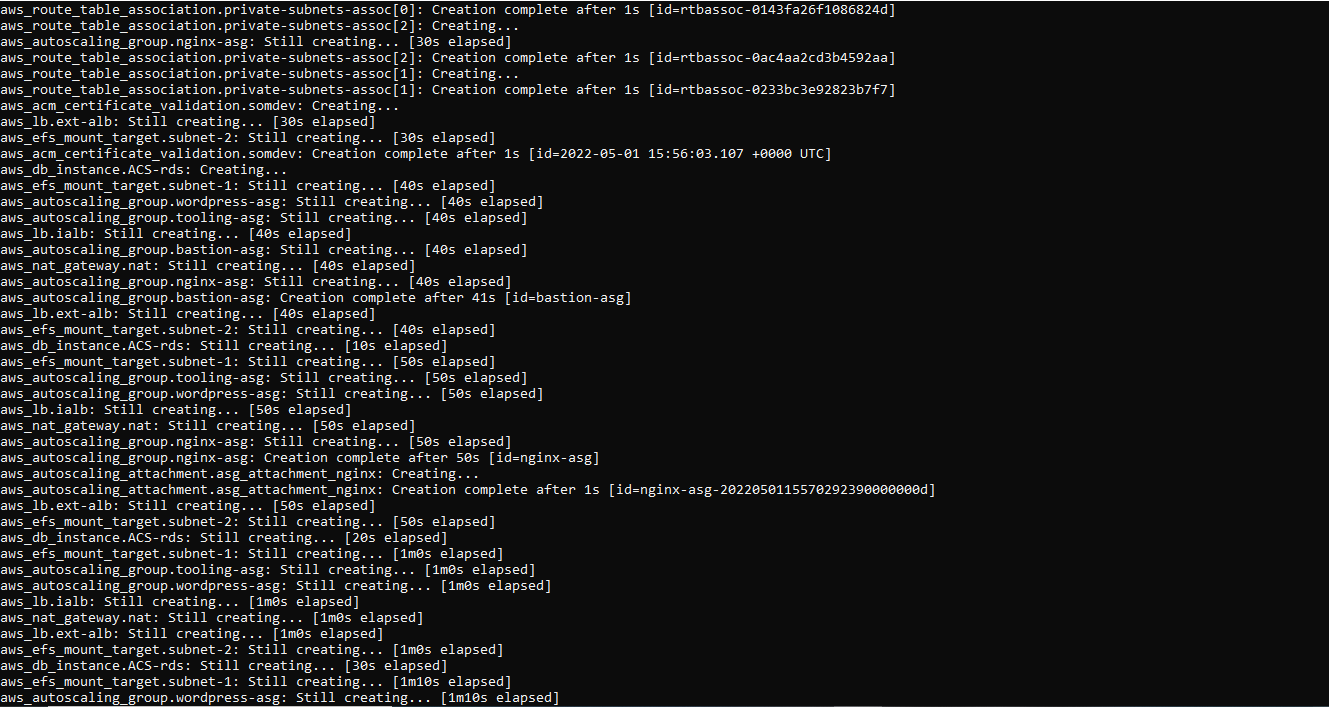 aws_route_table_association.private-subnets-assoc[0]: Creation complete after 1s [id=rtbassoc-0143fa26f1086824d]
aws_route_table_association.private-subnets-assoc[2]: Creating...
aws_autoscaling_group.nginx-asg: Still creating... [30s elapsed]
aws_route_table_association.private-subnets-assoc[2]: Creation complete after 1s [id=rtbassoc-0ac4aa2cd3b4592aa]
aws_route_table_association.private-subnets-assoc[1]: Creating...
aws_route_table_association.private-subnets-assoc[1]: Creation complete after 1s [id=rtbassoc-0233bc3e92823b7f7]
aws_acm_certificate_validation.somdev: Creating...
aws_lb.ext-alb: Still creating... [30s elapsed]
aws_efs_mount_target.subnet-2: Still creating... [30s elapsed]
aws_acm_certificate_validation.somdev: Creation complete after 1s [id=2022-05-01 15:56:03.107 +0000 UTC]
aws_db_instance.ACS-rds: Creating...
aws_efs_mount_target.subnet-1: Still creating... [40s elapsed]
aws_autoscaling_group.wordpress-asg: Still creating... [40s elapsed]
aws_autoscaling_group.tooling-asg: Still creating... [40s elapsed]
aws_lb.ialb: Still creating... [40s elapsed]
aws_autoscaling_group.bastion-asg: Still creating... [40s elapsed]
aws_nat_gateway.nat: Still creating... [40s elapsed]
aws_autoscaling_group.nginx-asg: Still creating... [40s elapsed]
aws_autoscaling_group.bastion-asg: Creation complete after 41s [id=bastion-asg]
aws_lb.ext-alb: Still creating... [40s elapsed]
aws_efs_mount_target.subnet-2: Still creating... [40s elapsed]
aws_db_instance.ACS-rds: Still creating... [10s elapsed]
aws_efs_mount_target.subnet-1: Still creating... [50s elapsed]
aws_autoscaling_group.tooling-asg: Still creating... [50s elapsed]
aws_autoscaling_group.wordpress-asg: Still creating... [50s elapsed]
aws_lb.ialb: Still creating... [50s elapsed]
aws_nat_gateway.nat: Still creating... [50s elapsed]
aws_autoscaling_group.nginx-asg: Still creating... [50s elapsed]
aws_autoscaling_group.nginx-asg: Creation complete after 50s [id=nginx-asg]
aws_autoscaling_attachment.asg_attachment_nginx: Creating...
aws_autoscaling_attachment.asg_attachment_nginx: Creation complete after 1s [id=nginx-asg-20220501155702923900000000d]
aws_lb.ext-alb: Still creating... [50s elapsed]
aws_efs_mount_target.subnet-2: Still creating... [50s elapsed]
aws_db_instance.ACS-rds: Still creating... [20s elapsed]
aws_efs_mount_target.subnet-1: Still creating... [1m0s elapsed]
aws_autoscaling_group.tooling-asg: Still creating... [1m0s elapsed]
aws_autoscaling_group.wordpress-asg: Still creating... [1m0s elapsed]
aws_lb.ialb: Still creating... [1m0s elapsed]
aws_nat_gateway.nat: Still creating... [1m0s elapsed]
aws_lb.ext-alb: Still creating... [1m0s elapsed]
aws_efs_mount_target.subnet-2: Still creating... [1m0s elapsed]
aws_db_instance.ACS-rds: Still creating... [30s elapsed]
aws_efs_mount_target.subnet-1: Still creating... [1m10s elapsed]
aws_autoscaling_group.wordpress-asg: Still creating... [1m10s elapsed]